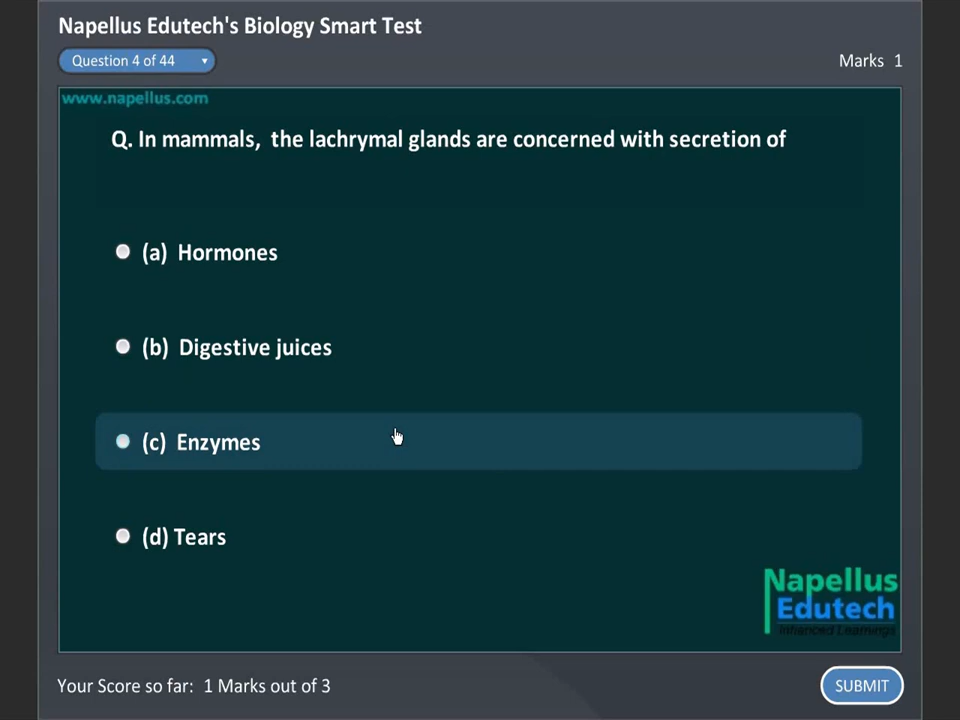 Napellus Edutech's Biology Smart Test
Question 4 of 44
Marks 1
www.napellus.com
Q. In mammals, the lachrymal glands are concerned with secretion of
(a) Hormones
(b) Digestive juices
(c) Enzymes
(d) Tears
Napellus
Edutech
Enhanced Learnings
Your Score so far: 1 Marks out of 3
SUBMIT